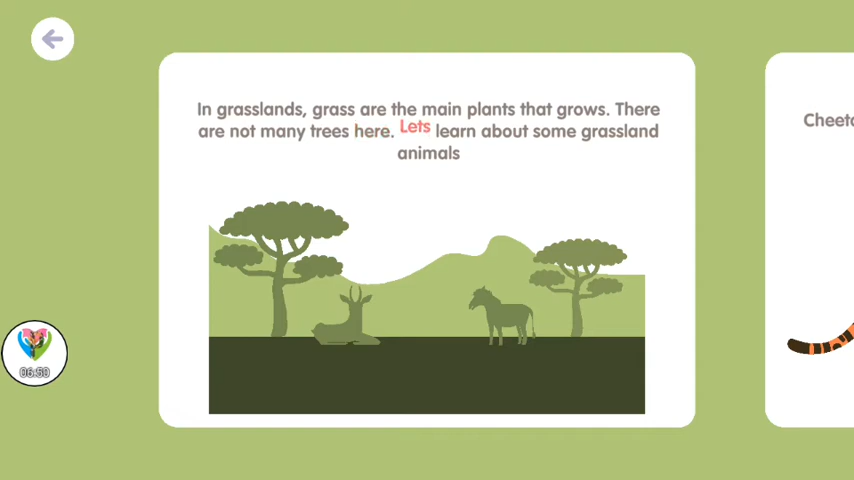 In grasslands, grass are the main plants that grows. There
are not many trees here. Lets learn about some grassland
animals
Cheeta
06:50